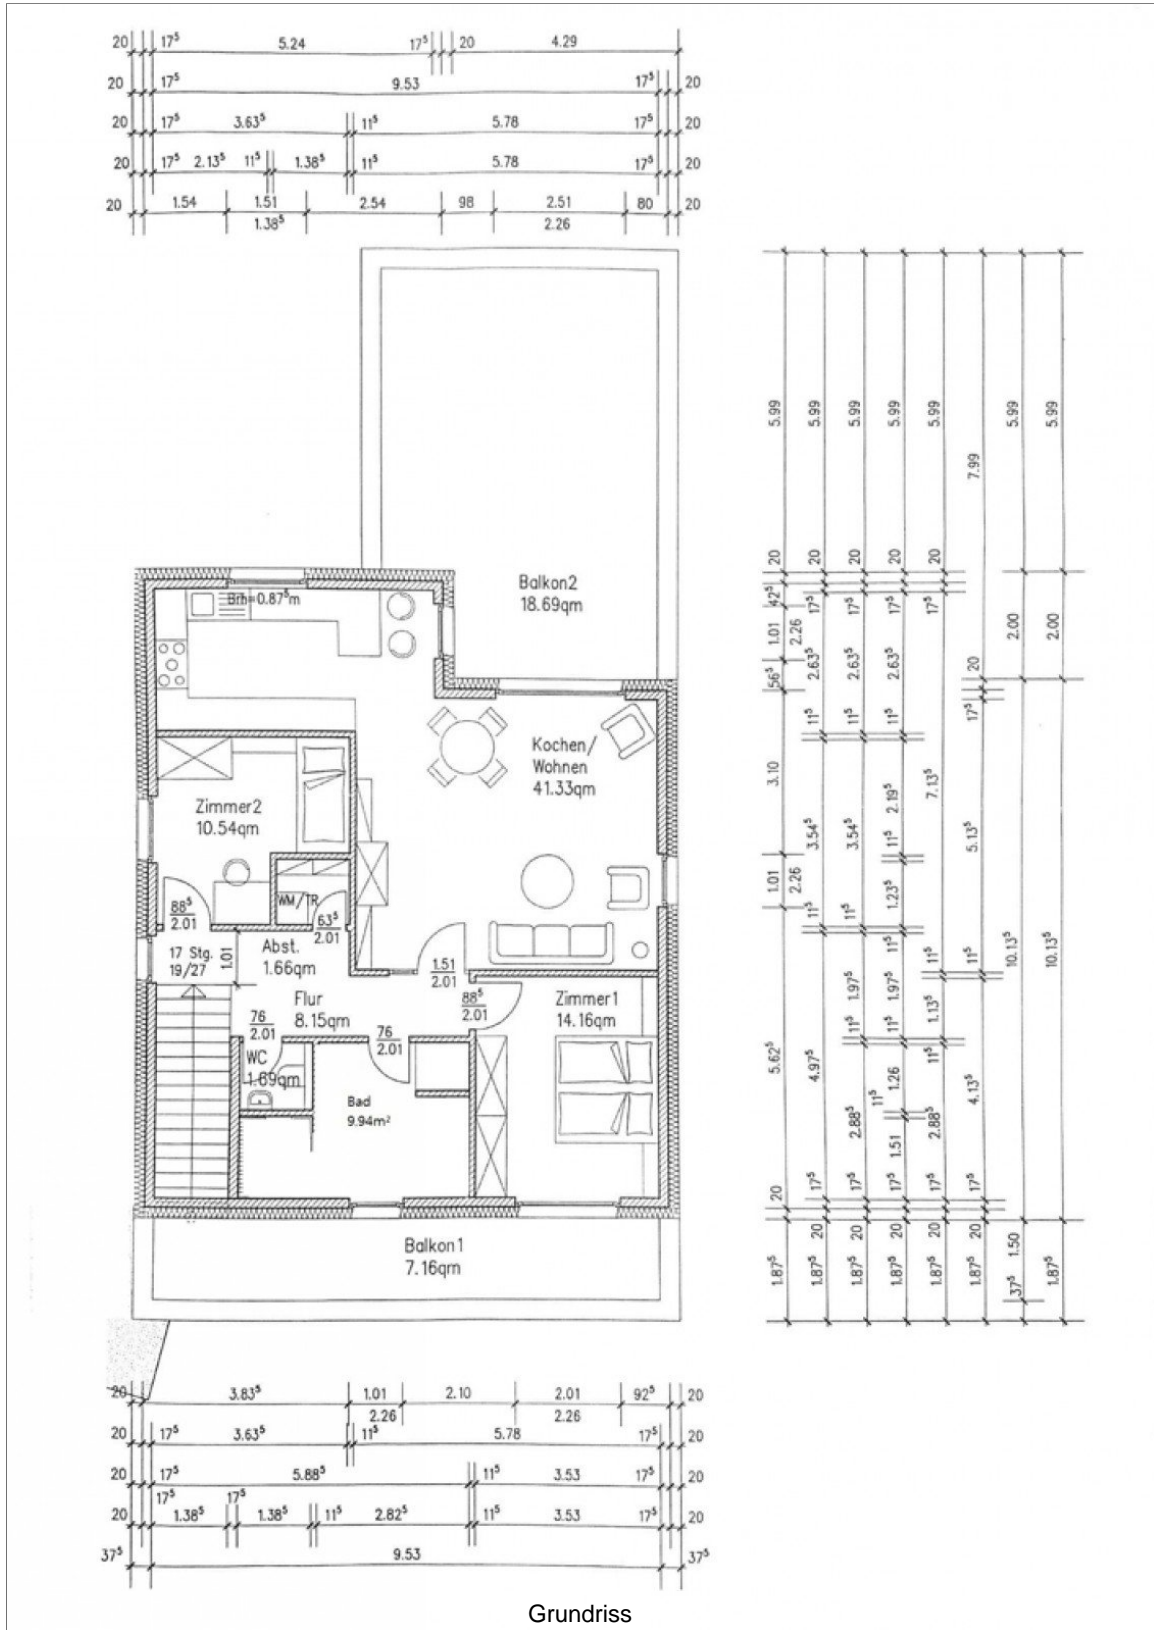 20 17⁵ 5.24 17⁵ 20 4.29
20 17⁵ 9.53 17⁵ 20
20 17⁵ 3.63⁵ 11⁵ 5.78 17⁵ 20
20 17⁵ 2.13⁵ 11⁵ 1.38⁵ 11⁵ 5.78 17⁵ 20
20 1.54 1.51 2.54 98 2.51 80 20
1.38⁵ 2.26
5.99 5.99 5.99 5.99 5.99 7.99 5.99 5.99
20 20 20 20 20
42⁵ 17⁵ 17⁵ 17⁵ 17⁵
1.01 2.26 2.63⁵ 2.63⁵ 2.63⁵ 20 2.00 2.00
56⁵ 11⁵ 11⁵ 11⁵ 17⁵
3.10 3.54⁵ 3.54⁵ 2.19⁵ 7.13⁵ 5.13⁵
11⁵
1.01 2.26 11⁵ 11⁵ 1.23⁵
11⁵ 11⁵ 11⁵ 10.13⁵ 10.13⁵
1.97⁵ 1.97⁵ 1.13⁵
5.62⁵ 4.97⁵ 11⁵ 11⁵ 11⁵
2.88⁵ 11⁵ 1.26 2.88⁵ 4.13⁵
1.51
20 17⁵ 17⁵ 17⁵ 17⁵ 17⁵
20 20 20 20 20 1.50
1.87⁵ 1.87⁵ 1.87⁵ 1.87⁵ 1.87⁵ 1.87⁵ 37⁵ 1.87⁵
Balkon2
18.69qm
Brh=0.87⁵m
Kochen/
Wohnen
41.33qm
Zimmer2
10.54qm
WM/TR
88⁵
2.01
63⁵
2.01
17 Stg.
19/27
1.01
Abst.
1.66qm
1.51
2.01
88⁵
2.01
Flur
8.15qm
Zimmer1
14.16qm
76
2.01
76
2.01
WC
1.69qm
Bad
9.94m²
Balkon1
7.16qm
20 3.83⁵ 1.01 2.10 2.01 92⁵ 20
2.26 2.26
20 17⁵ 3.63⁵ 11⁵ 5.78 17⁵ 20
20 17⁵ 5.88⁵ 11⁵ 3.53 17⁵ 20
17⁵ 17⁵
20 1.38⁵ 1.38⁵ 11⁵ 2.82⁵ 11⁵ 3.53 17⁵ 20
37⁵ 9.53 37⁵
Grundriss